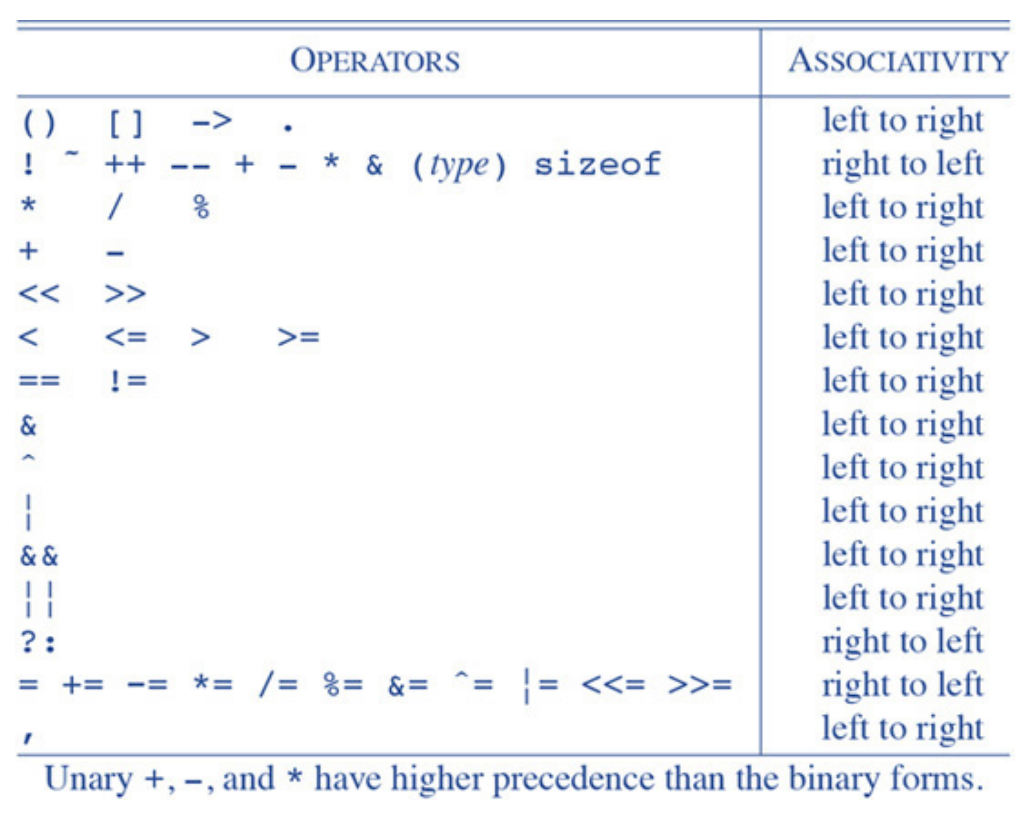 OPERATORS ASSOCIATIVITY
() [] -> . left to right
! ~ ++ -- + - * & (type) sizeof right to left
* / % left to right
+ - left to right
<< >> left to right
< <= > >= left to right
== != left to right
& left to right
^ left to right
¦ left to right
&& left to right
¦¦ left to right
?: right to left
= += -= *= /= %= &= ^= ¦= <<= >>= right to left
, left to right
Unary +, -, and * have higher precedence than the binary forms.